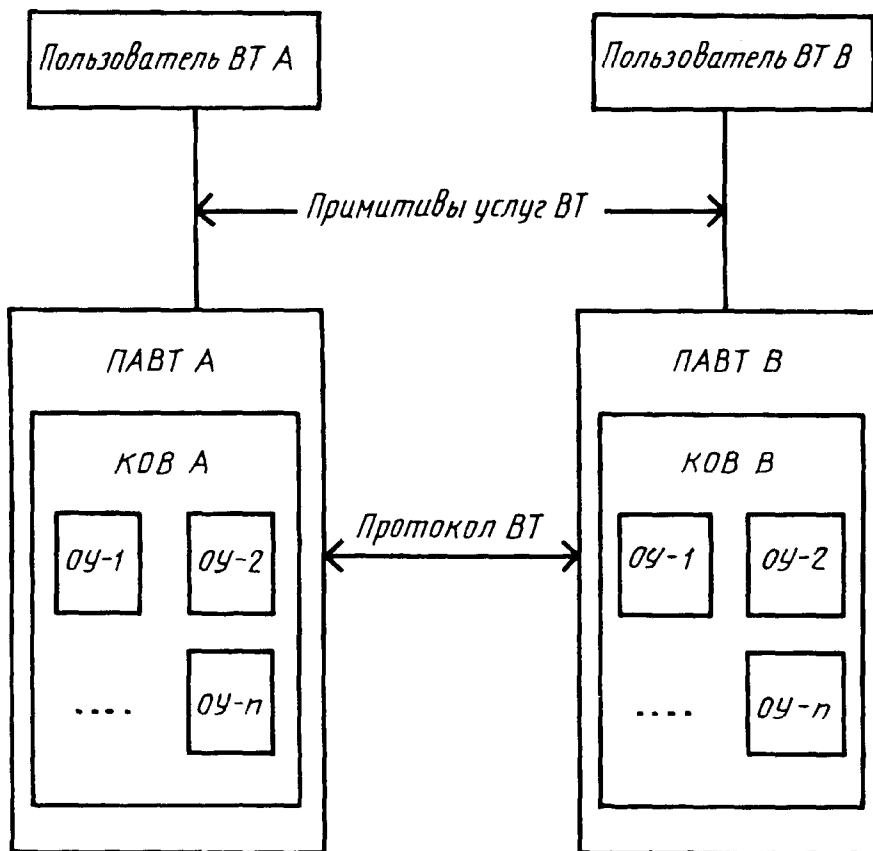 Пользователь ВТ А
Пользователь ВТ В
Примитивы услуг ВТ
ПАВТ А
ПАВТ В
КОВ А
КОВ В
Протокол ВТ
ОУ-1
ОУ-2
ОУ-1
ОУ-2
....
ОУ-n
....
ОУ-n